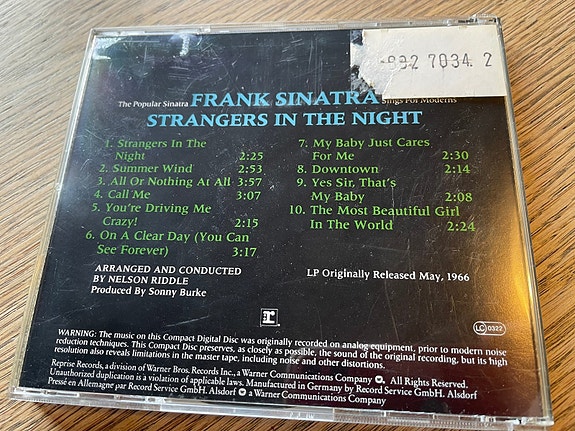 -892 7034. 2
The Popular Sinatra FRANK SINATRA Sings For Moderns
STRANGERS IN THE NIGHT
1. Strangers In The
Night 2:25
2. Summer Wind 2:53
3. All Or Nothing At All 3:57
4. Call Me 3:07
5. You're Driving Me
Crazy! 2:15
6. On A Clear Day (You Can
See Forever) 3:17
7. My Baby Just Cares
For Me 2:30
8. Downtown 2:14
9. Yes Sir, That's
My Baby 2:08
10. The Most Beautiful Girl
In The World 2:24
ARRANGED AND CONDUCTED
BY NELSON RIDDLE
Produced By Sonny Burke
LP Originally Released May, 1966
r
LC 0322
WARNING: The music on this Compact Digital Disc was originally recorded on analog equipment, prior to modern noise
reduction techniques. This Compact Disc preserves, as closely as possible, the sound of the original recording, but its high
resolution also reveals limitations in the master tape, including noise and other distortions.
Reprise Records, a division of Warner Bros. Records Inc., a Warner Communications Company. All Rights Reserved.
Unauthorized duplication is a violation of applicable laws. Manufactured in Germany by Record Service GmbH. Alsdorf
Pressé en Allemagne par Record Service GmbH. Alsdorf a Warner Communications Company